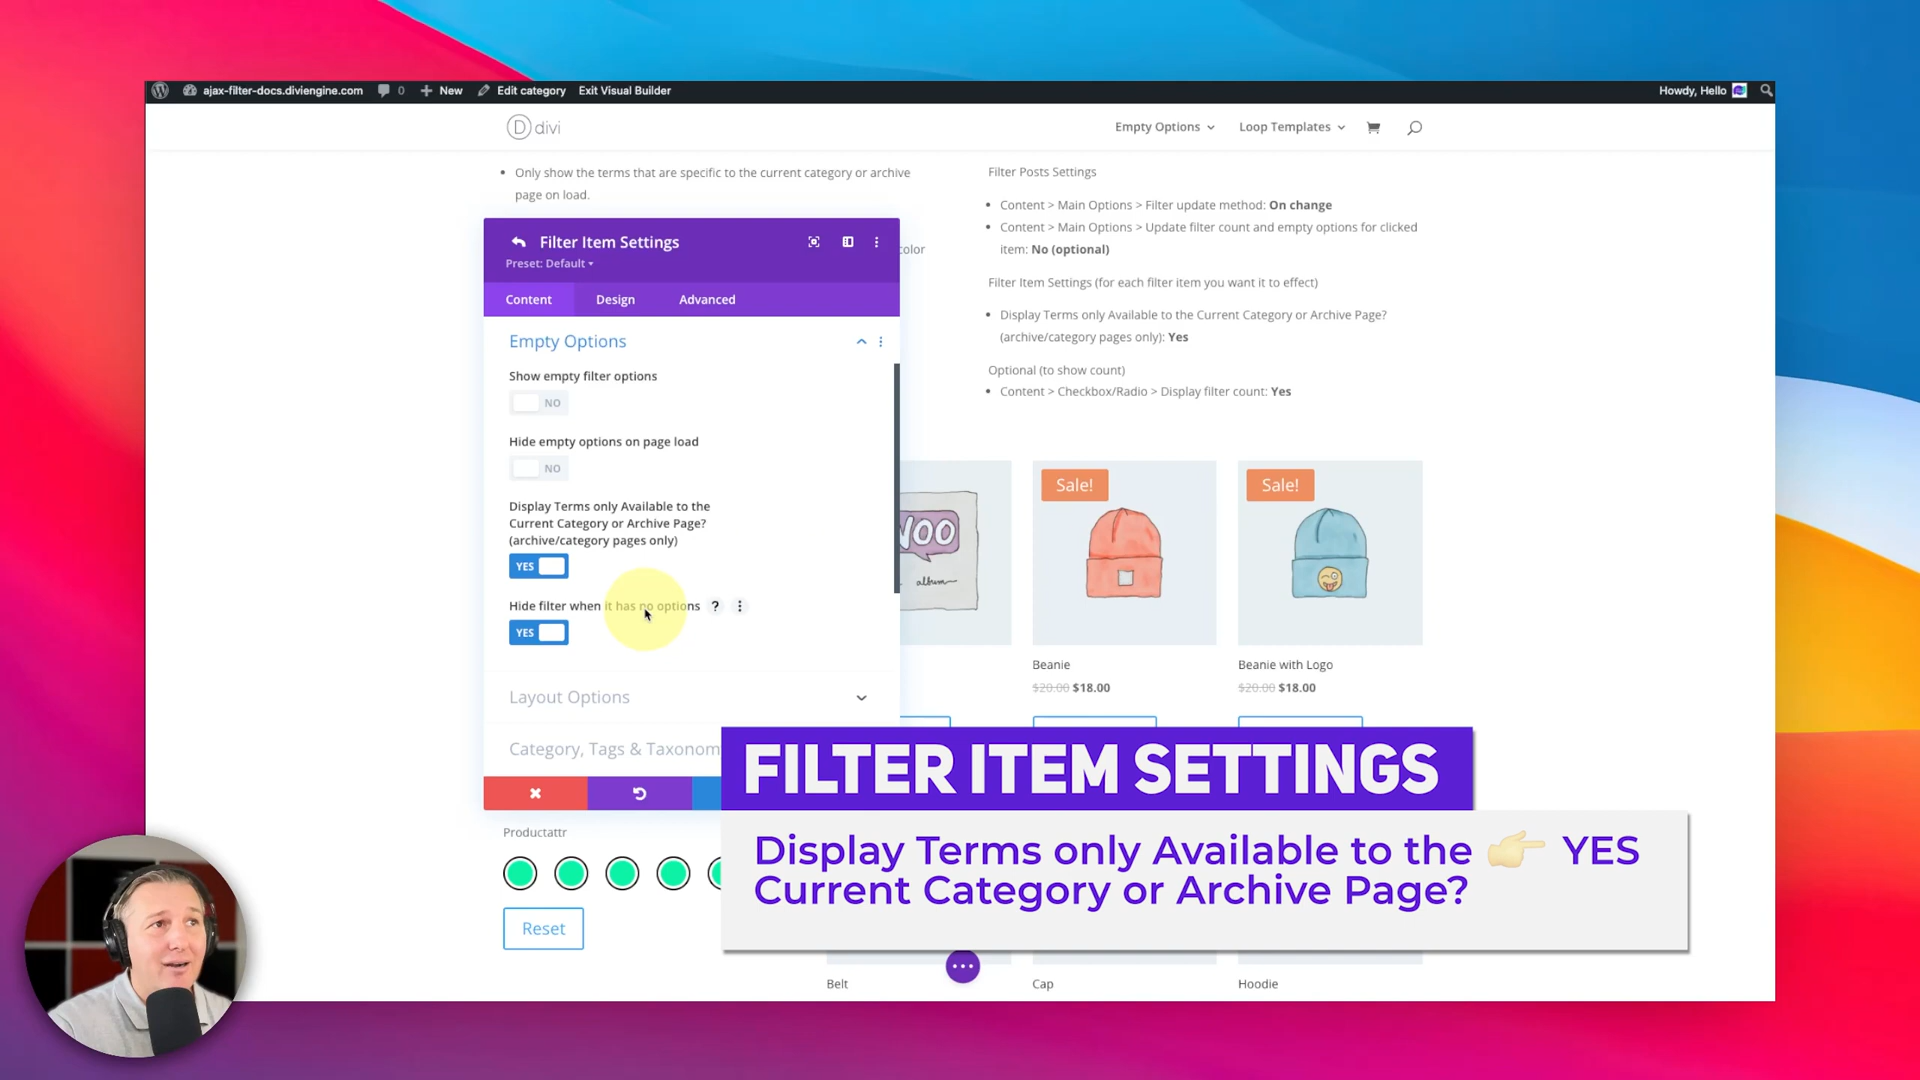 ajax-filter-docs.diviengine.com 0 New Edit category Exit Visual Builder Howdy, Hello
D divi
Empty Options Loop Templates
Only show the terms that are specific to the current category or archive
page on load.
color
Filter Posts Settings
Content > Main Options > Filter update method: On change
Content > Main Options > Update filter count and empty options for clicked
item: No (optional)
Filter Item Settings (for each filter item you want it to effect)
Display Terms only Available to the Current Category or Archive Page?
(archive/category pages only): Yes
Optional (to show count)
Content > Checkbox/Radio > Display filter count: Yes
Filter Item Settings
Preset: Default
Content Design Advanced
Empty Options
Show empty filter options
NO
Hide empty options on page load
NO
Display Terms only Available to the
Current Category or Archive Page?
(archive/category pages only)
YES
Hide filter when it has no options ?
YES
Layout Options
Category, Tags & Taxonom
WOO
album
Sale!
Sale!
Beanie
$20.00 $18.00
Beanie with Logo
$20.00 $18.00
FILTER ITEM SETTINGS
Display Terms only Available to the 👉 YES
Current Category or Archive Page?
Productattr
Reset
Belt
Cap
Hoodie